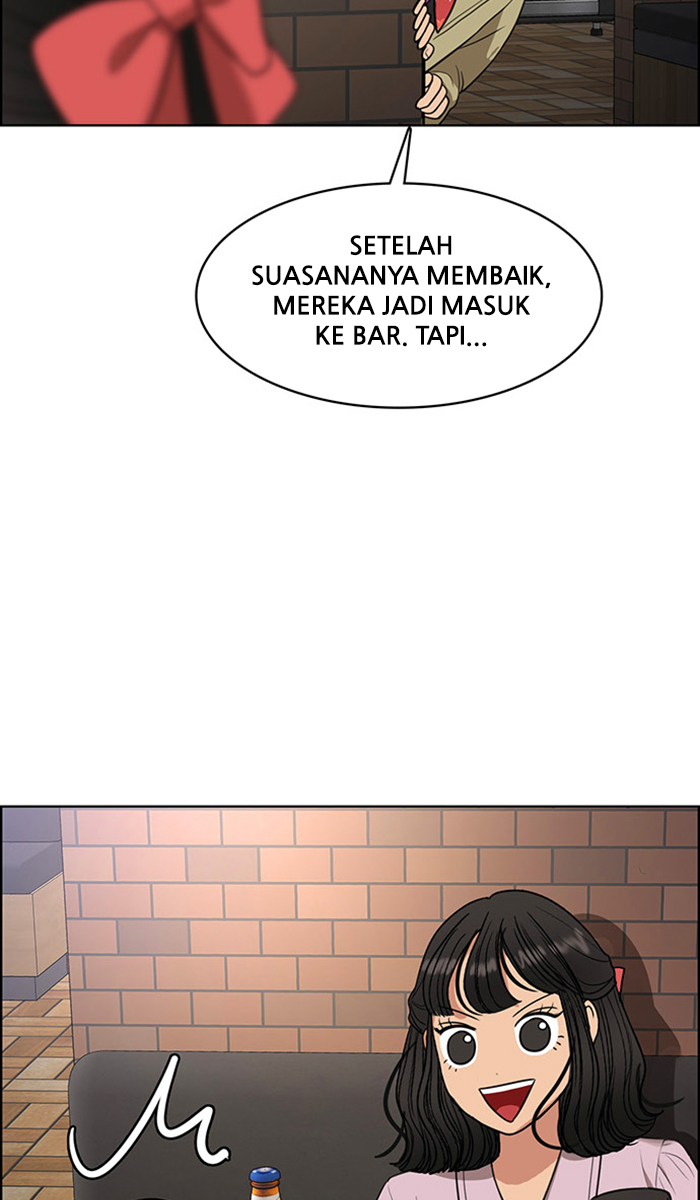 SETELAH
SUASANANYA MEMBAIK,
MEREKA JADI MASUK
KE BAR. TAPI...